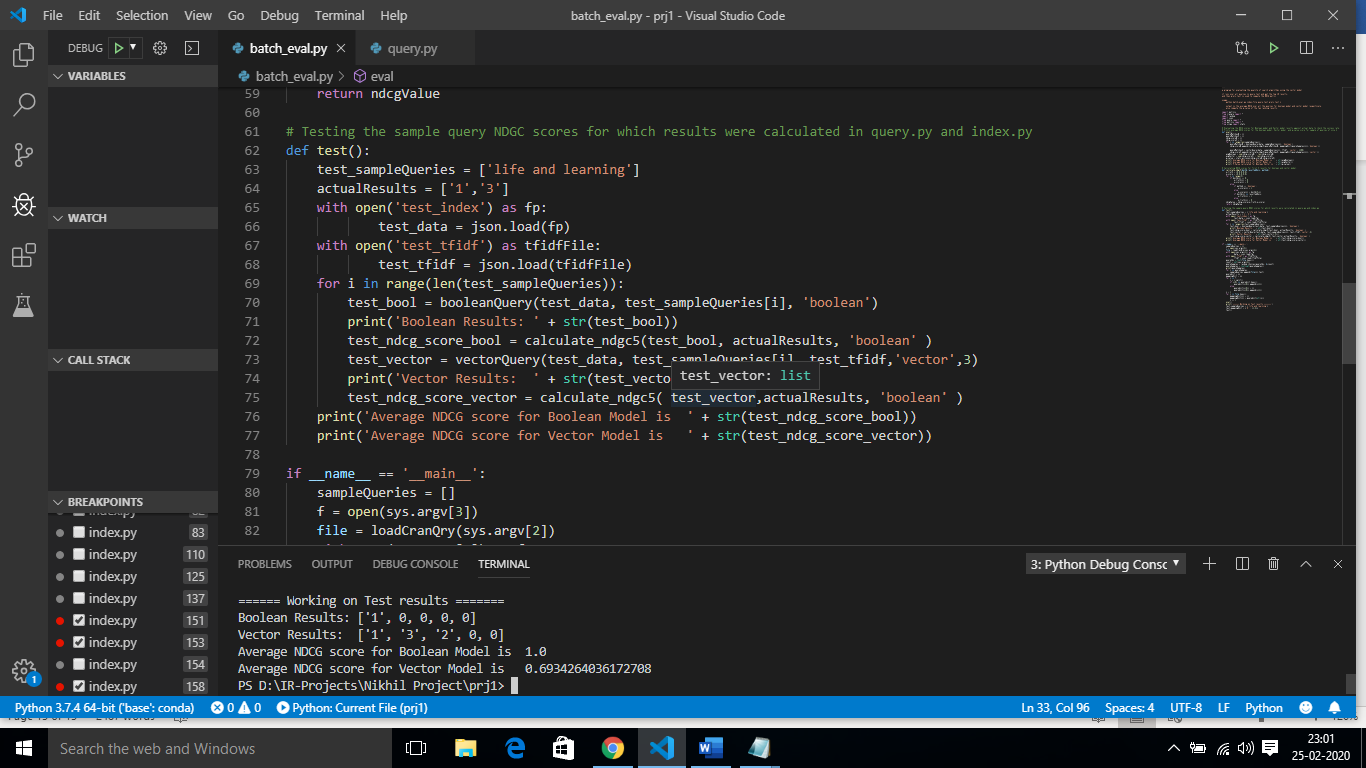 File Edit Selection View Go Debug Terminal Help
batch_eval.py - prj1 - Visual Studio Code
DEBUG
batch_eval.py
query.py
VARIABLES
batch_eval.py > eval
59 return ndcgValue
60
61 # Testing the sample query NDGC scores for which results were calculated in query.py and index.py
62 def test():
63 test_sampleQueries = ['life and learning']
64 actualResults = ['1','3']
65 with open('test_index') as fp:
66 test_data = json.load(fp)
67 with open('test_tfidf') as tfidfFile:
68 test_tfidf = json.load(tfidfFile)
69 for i in range(len(test_sampleQueries)):
70 test_bool = booleanQuery(test_data, test_sampleQueries[i], 'boolean')
71 print('Boolean Results: ' + str(test_bool))
72 test_ndcg_score_bool = calculate_ndgc5(test_bool, actualResults, 'boolean' )
73 test_vector = vectorQuery(test_data, test_sampleQueries[i], test_tfidf,'vector',3)
74 print('Vector Results:  ' + str(test_vecto
test_vector: list
75 test_ndcg_score_vector = calculate_ndgc5( test_vector,actualResults, 'boolean' )
76 print('Average NDCG score for Boolean Model is  ' + str(test_ndcg_score_bool))
77 print('Average NDCG score for Vector Model is   ' + str(test_ndcg_score_vector))
78
79 if __name__ == '__main__':
80 sampleQueries = []
81 f = open(sys.argv[3])
82 file = loadCranQry(sys.argv[2])
WATCH
CALL STACK
BREAKPOINTS
index.py 83
index.py 110
index.py 125
index.py 137
index.py 151
index.py 153
index.py 154
index.py 158
PROBLEMS OUTPUT DEBUG CONSOLE TERMINAL
3: Python Debug Consc
====== Working on Test results =======
Boolean Results: ['1', 0, 0, 0, 0]
Vector Results:  ['1', '3', '2', 0, 0]
Average NDCG score for Boolean Model is  1.0
Average NDCG score for Vector Model is   0.6934264036172708
PS D:\IR-Projects\Nikhil Project\prj1>
1
Python 3.7.4 64-bit ('base': conda) 0 0 Python: Current File (prj1)
Ln 33, Col 96 Spaces: 4 UTF-8 LF Python
Search the web and Windows
23:01
25-02-2020